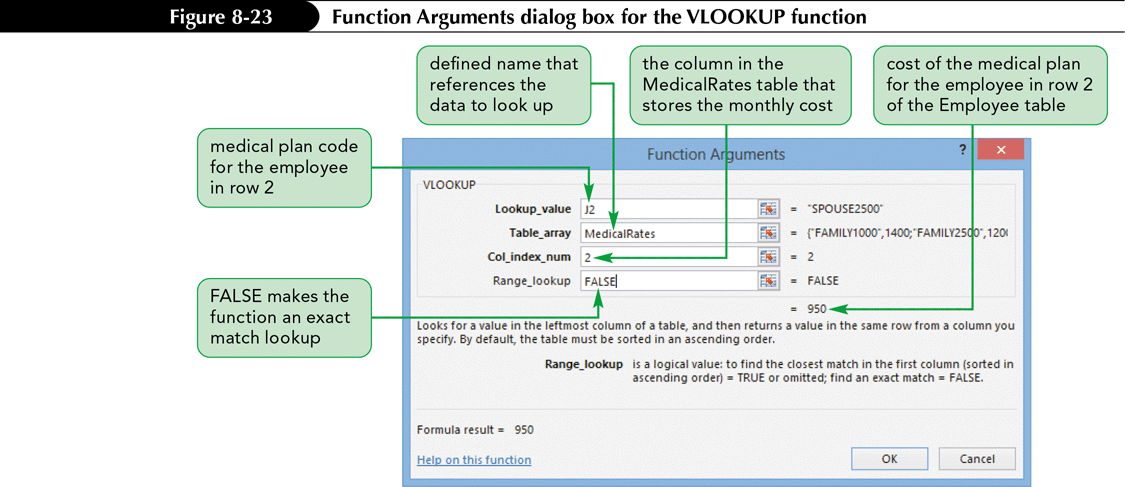 Figure 8-23 Function Arguments dialog box for the VLOOKUP function
defined name that
references the
data to look up
the column in the
MedicalRates table that
stores the monthly cost
cost of the medical plan
for the employee in row 2
of the Employee table
medical plan code
for the employee
in row 2
FALSE makes the
function an exact
match lookup
Function Arguments ?
VLOOKUP
Lookup_value J2 = "SPOUSE2500"
Table_array MedicalRates = {"FAMILY1000",1400;"FAMILY2500",120
Col_index_num 2 = 2
Range_lookup FALSE = FALSE
= 950
Looks for a value in the leftmost column of a table, and then returns a value in the same row from a column you
specify. By default, the table must be sorted in an ascending order.
Range_lookup is a logical value: to find the closest match in the first column (sorted in
ascending order) = TRUE or omitted; find an exact match = FALSE.
Formula result = 950
Help on this function
OK Cancel